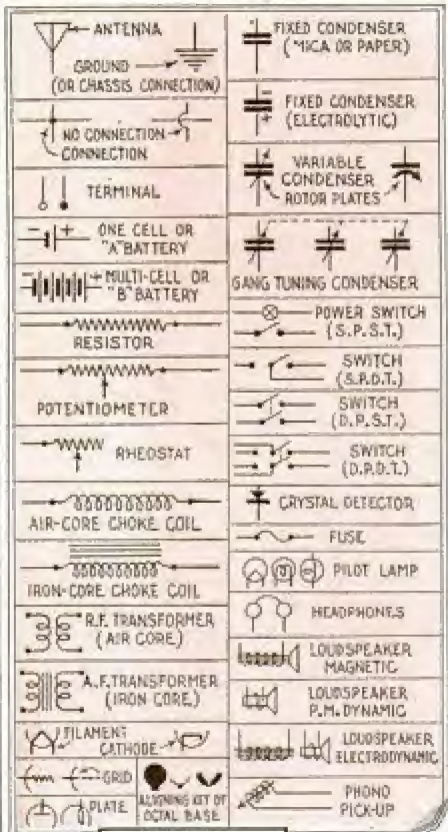 ANTENNA
GROUND
(OR CHASSIS CONNECTION)
NO CONNECTION
CONNECTION
TERMINAL
- + ONE CELL OR
"A" BATTERY
- + MULTI-CELL OR
"B" BATTERY
RESISTOR
POTENTIOMETER
RHEOSTAT
AIR-CORE CHOKE COIL
IRON-CORE CHOKE COIL
R.F. TRANSFORMER
(AIR CORE)
A.F. TRANSFORMER
(IRON CORE)
FILAMENT
CATHODE
GRID
PLATE
ALIGNING KEY OF
OCTAL BASE
FIXED CONDENSER
(MICA OR PAPER)
FIXED CONDENSER
(ELECTROLYTIC)
VARIABLE
CONDENSER
ROTOR PLATES
GANG TUNING CONDENSER
POWER SWITCH
(S.P.S.T.)
SWITCH
(S.P.D.T.)
SWITCH
(D.P.S.T.)
SWITCH
(D.P.D.T.)
CRYSTAL DETECTOR
FUSE
PILOT LAMP
HEADPHONES
LOUDSPEAKER
MAGNETIC
LOUDSPEAKER
P.M. DYNAMIC
LOUDSPEAKER
ELECTRODYNAMIC
PHONO
PICK-UP